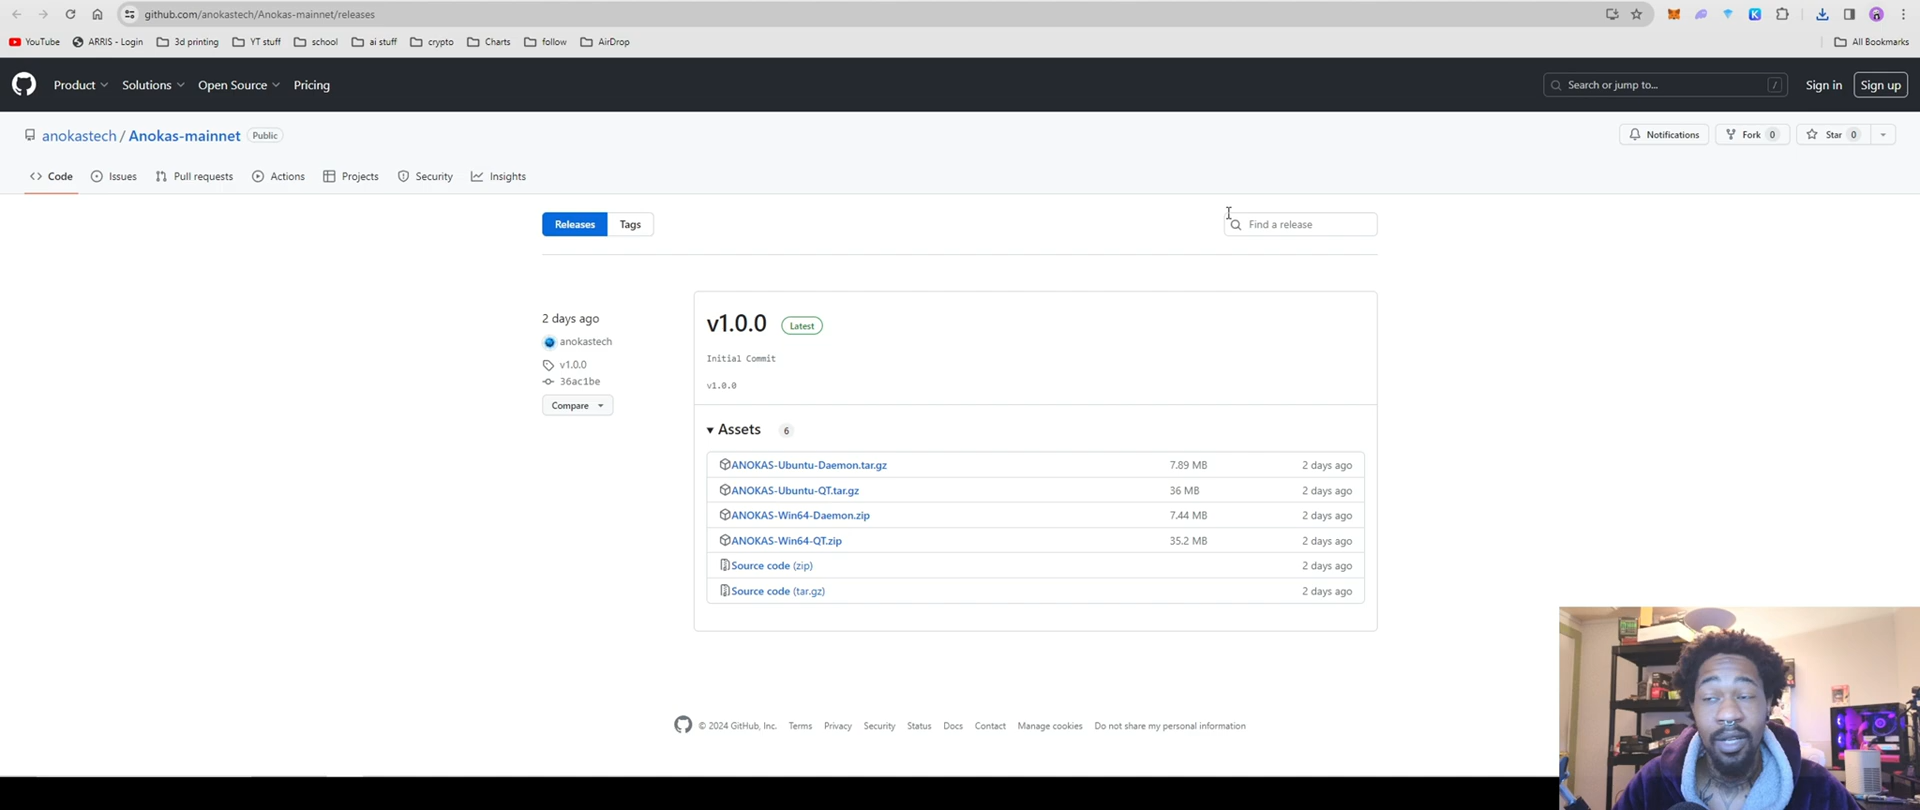 github.com/anokastech/Anokas-mainnet/releases
YouTube ARRIS - Login 3d printing YT stuff school ai stuff crypto Charts follow AirDrop All Bookmarks
Product Solutions Open Source Pricing Search or jump to... / Sign in Sign up
anokastech / Anokas-mainnet Public Notifications Fork 0 Star 0
Code Issues Pull requests Actions Projects Security Insights
Releases Tags Find a release
2 days ago
anokastech
v1.0.0
36ac1be
Compare
v1.0.0 Latest
Initial Commit
v1.0.0
Assets 6
ANOKAS-Ubuntu-Daemon.tar.gz 7.89 MB 2 days ago
ANOKAS-Ubuntu-QT.tar.gz 36 MB 2 days ago
ANOKAS-Win64-Daemon.zip 7.44 MB 2 days ago
ANOKAS-Win64-QT.zip 35.2 MB 2 days ago
Source code (zip) 2 days ago
Source code (tar.gz) 2 days ago
© 2024 GitHub, Inc. Terms Privacy Security Status Docs Contact Manage cookies Do not share my personal information